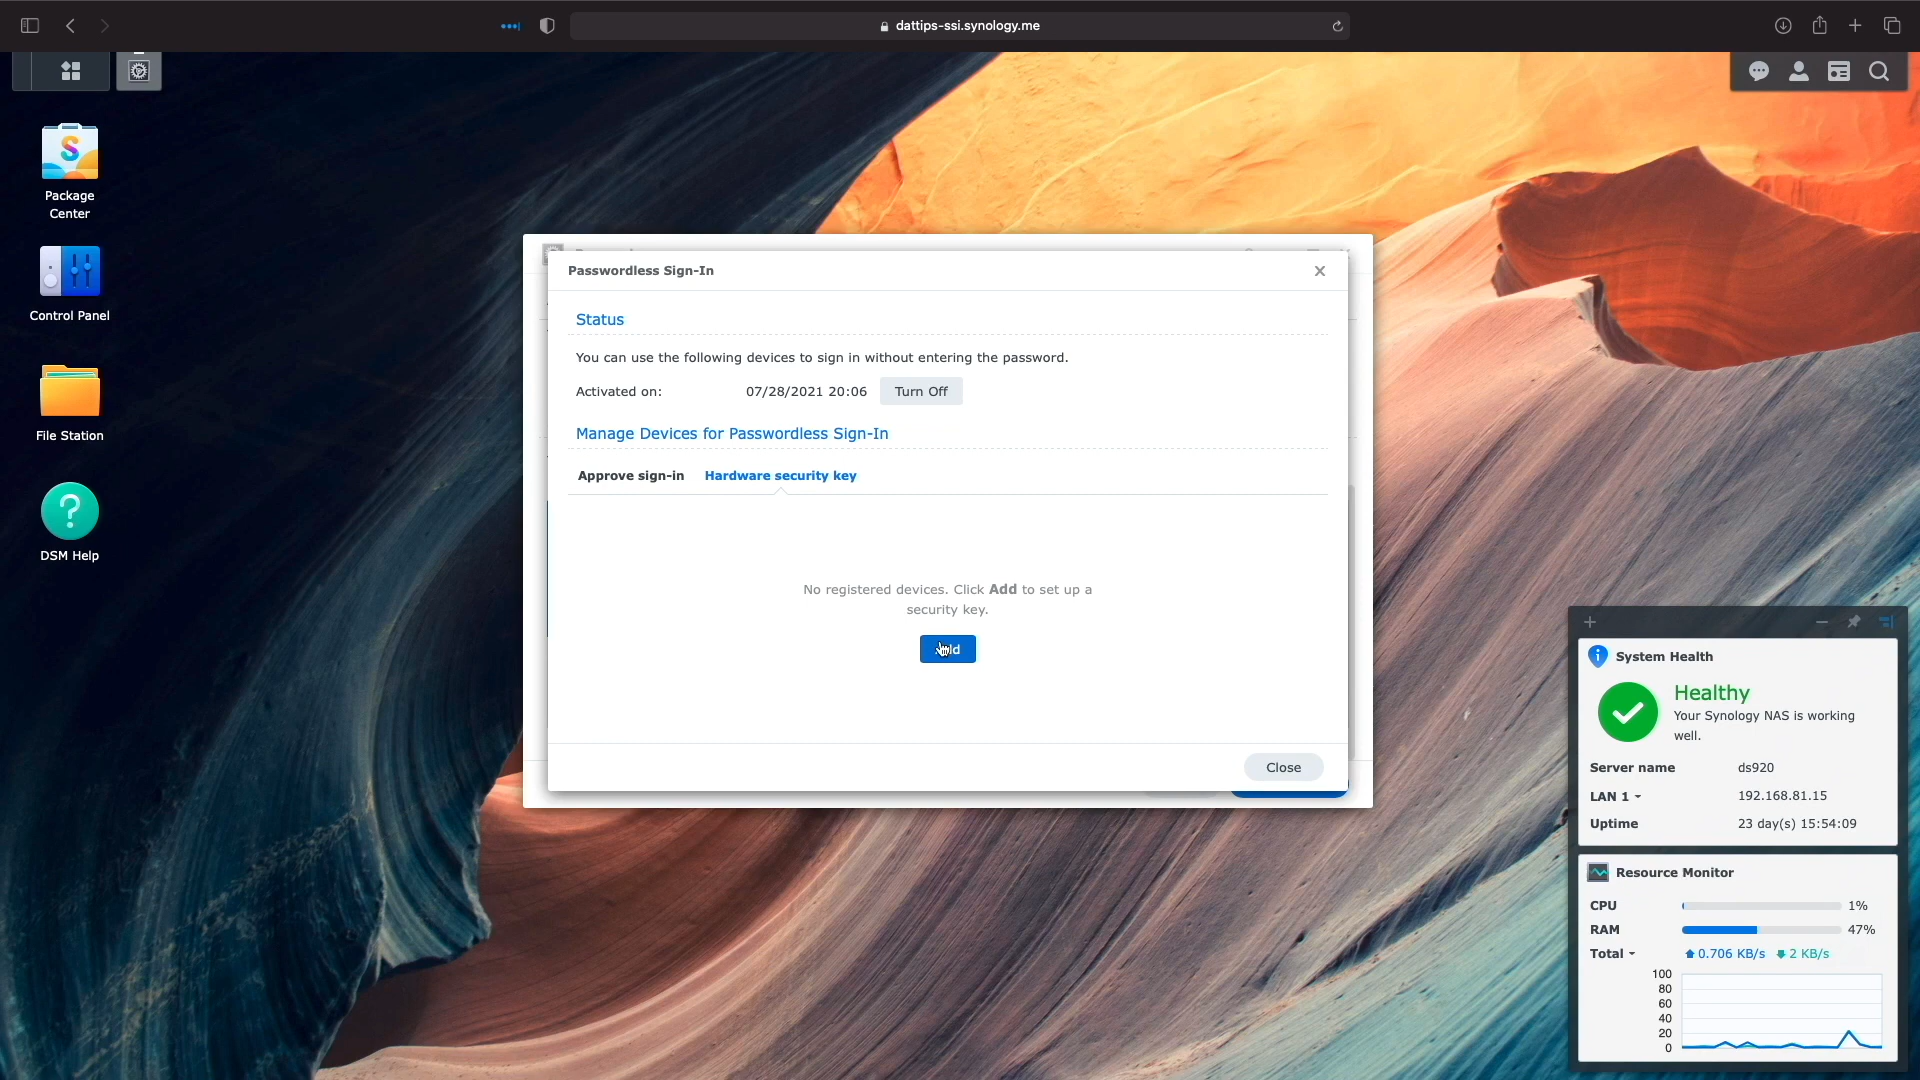 dattips-ssi.synology.me
Package
Center
Control Panel
File Station
DSM Help
Passwordless Sign-In
Status
You can use the following devices to sign in without entering the password.
Activated on: 07/28/2021 20:06 Turn Off
Manage Devices for Passwordless Sign-In
Approve sign-in Hardware security key
No registered devices. Click Add to set up a
security key.
Close
System Health
Healthy
Your Synology NAS is working
well.
Server name ds920
LAN 1 192.168.81.15
Uptime 23 day(s) 15:54:09
Resource Monitor
CPU 1%
RAM 47%
Total 0.706 KB/s 2 KB/s
100
80
60
40
20
0